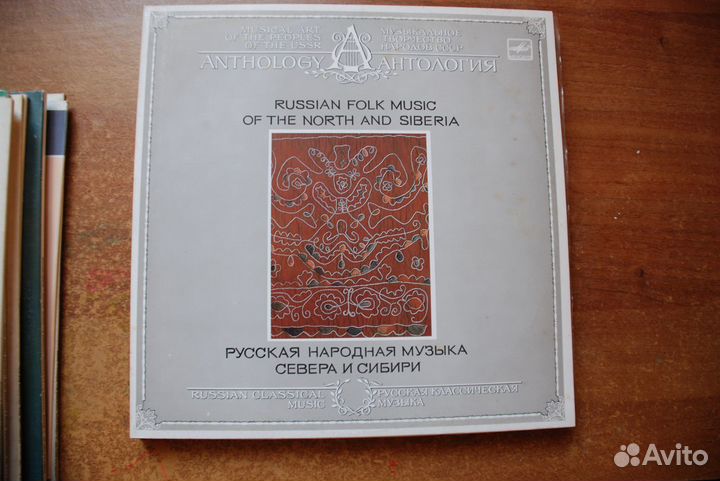 MUSICAL ART
OF THE PEOPLES
OF THE USSR
МУЗЫКАЛЬНОЕ
ТВОРЧЕСТВО
НАРОДОВ СССР
ANTHOLOGY АНТОЛОГИЯ
RUSSIAN FOLK MUSIC
OF THE NORTH AND SIBERIA
РУССКАЯ НАРОДНАЯ МУЗЫКА
СЕВЕРА И СИБИРИ
RUSSIAN CLASSICAL
MUSIC
РУССКАЯ КЛАССИЧЕСКАЯ
МУЗЫКА
Avito